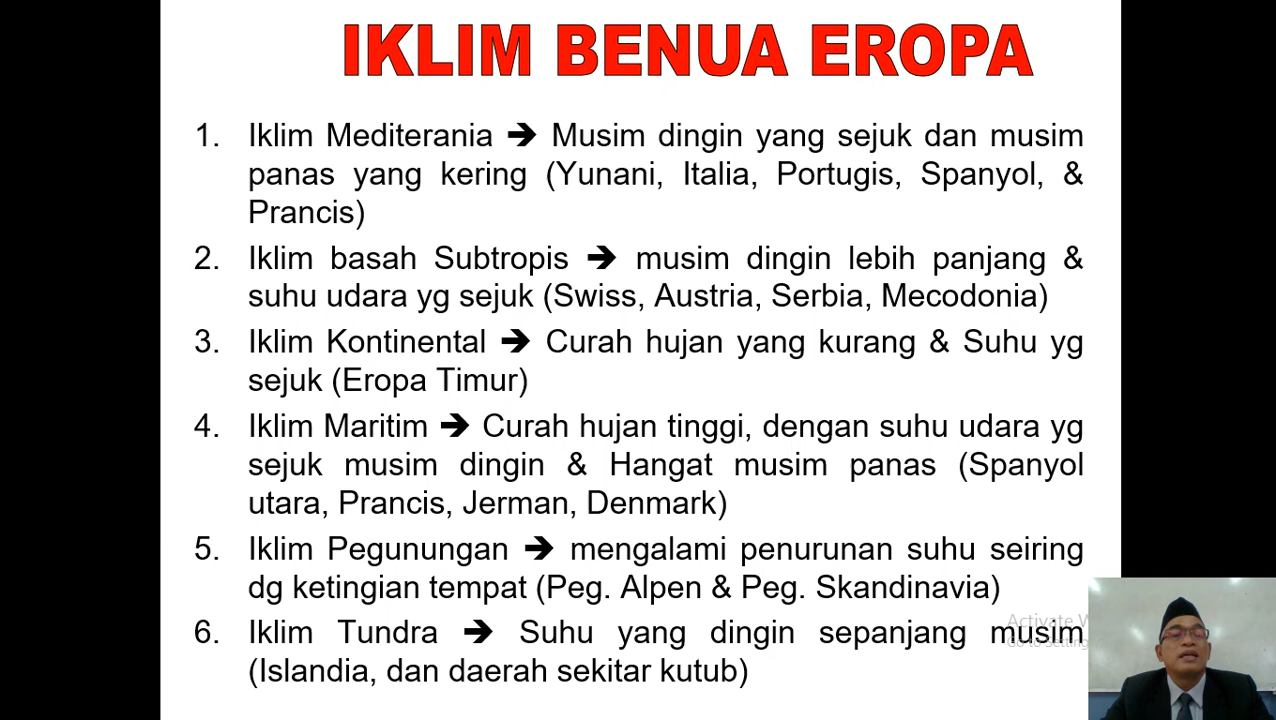 IKLIM BENUA EROPA
1. Iklim Mediterania ➔ Musim dingin yang sejuk dan musim
panas yang kering (Yunani, Italia, Portugis, Spanyol, &
Prancis)
2. Iklim basah Subtropis ➔ musim dingin lebih panjang &
suhu udara yg sejuk (Swiss, Austria, Serbia, Mecodonia)
3. Iklim Kontinental ➔ Curah hujan yang kurang & Suhu yg
sejuk (Eropa Timur)
4. Iklim Maritim ➔ Curah hujan tinggi, dengan suhu udara yg
sejuk musim dingin & Hangat musim panas (Spanyol
utara, Prancis, Jerman, Denmark)
5. Iklim Pegunungan ➔ mengalami penurunan suhu seiring
dg ketingian tempat (Peg. Alpen & Peg. Skandinavia)
6. Iklim Tundra ➔ Suhu yang dingin sepanjang musim
(Islandia, dan daerah sekitar kutub)
Activate W
Go to Setting